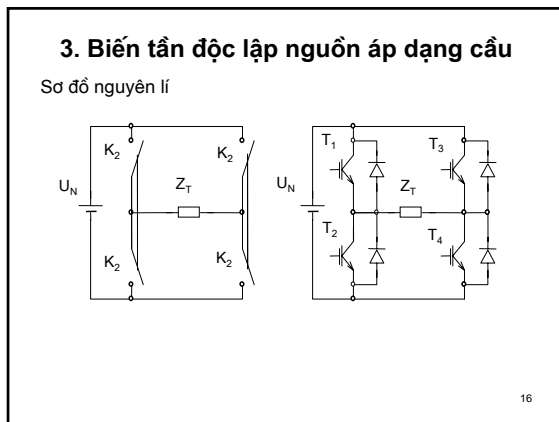 3. Biến tần độc lập nguồn áp dạng cầu
Sơ đồ nguyên lí
K2
K2
UN
ZT
K2
K2
T1
T3
UN
ZT
T2
T4
16